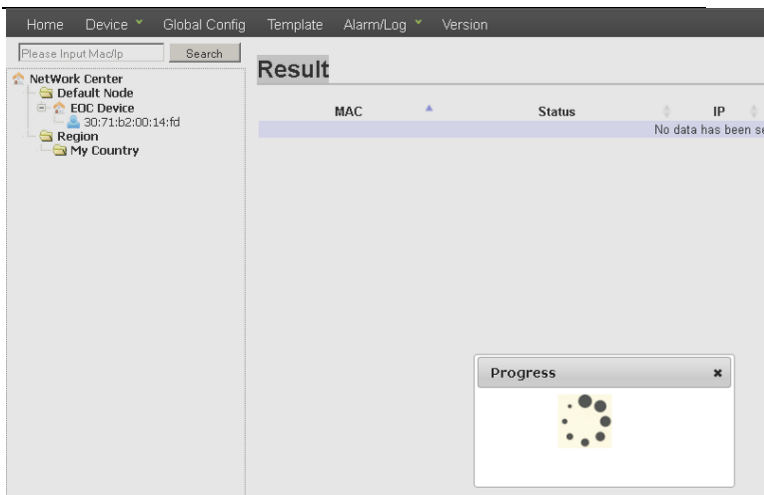 Home Device Global Config Template Alarm/Log Version
Please Input Mac/Ip Search
NetWork Center
Default Node
EOC Device
30:71:b2:00:14:fd
Region
My Country
Result
MAC Status IP
No data has been se
Progress